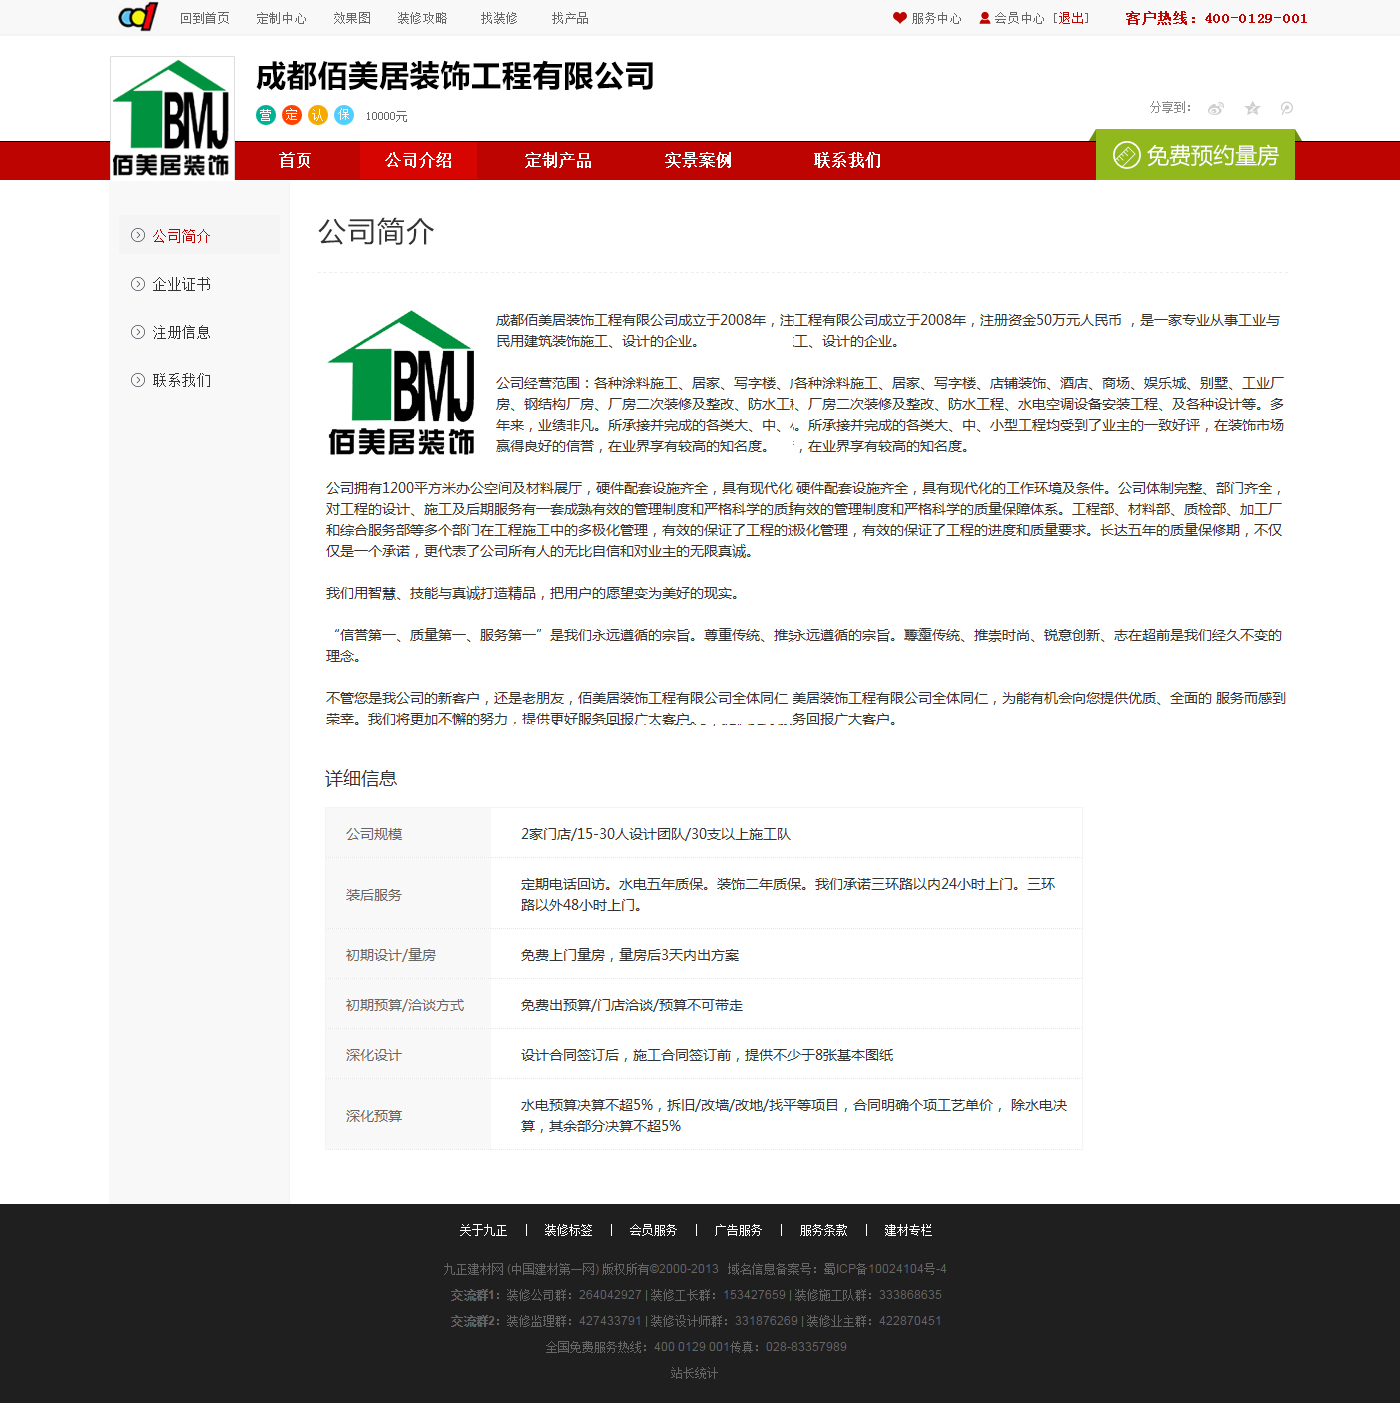 回到首页 定制中心 效果图 装修攻略 找装修 找产品 服务中心 会员中心 [退出] 客户热线：400-0129-001
成都佰美居装饰工程有限公司
营 定 认 保 10000元
分享到：
BMJ
佰美居装饰
首页 公司介绍 定制产品 实景案例 联系我们 免费预约量房
公司简介
企业证书
注册信息
联系我们
公司简介
BMJ
佰美居装饰
成都佰美居装饰工程有限公司成立于2008年，注工程有限公司成立于2008年，注册资金50万元人民币 ，是一家专业从事工业与
民用建筑装饰施工、设计的企业。 工、设计的企业。
公司经营范围：各种涂料施工、居家、写字楼、各种涂料施工、居家、写字楼、店铺装饰、酒店、商场、娱乐城、别墅、工业厂
房、钢结构厂房、厂房二次装修及整改、防水工、厂房二次装修及整改、防水工程、水电空调设备安装工程、及各种设计等。多
年来，业绩非凡。所承接并完成的各类大、中、。所承接并完成的各类大、中、小型工程均受到了业主的一致好评，在装饰市场
赢得良好的信誉，在业界享有较高的知名度。 ，在业界享有较高的知名度。
公司拥有1200平方米办公空间及材料展厅，硬件配套设施齐全，具有现代化 硬件配套设施齐全，具有现代化的工作环境及条件。公司体制完整、部门齐全，
对工程的设计、施工及后期服务有一套成熟有效的管理制度和严格科学的质有效的管理制度和严格科学的质量保障体系。工程部、材料部、质检部、加工厂
和综合服务部等多个部门在工程施工中的多极化管理，有效的保证了工程的极化管理，有效的保证了工程的进度和质量要求。长达五年的质量保修期，不仅
仅是一个承诺，更代表了公司所有人的无比自信和对业主的无限真诚。
我们用智慧、技能与真诚打造精品，把用户的愿望变为美好的现实。
“信誉第一、质量第一、服务第一”是我们永远遵循的宗旨。尊重传统、推永远遵循的宗旨。尊重传统、推崇时尚、锐意创新、志在超前是我们经久不变的
理念。
不管您是我公司的新客户，还是老朋友，佰美居装饰工程有限公司全体同仁 美居装饰工程有限公司全体同仁，为能有机会向您提供优质、全面的 服务而感到
荣幸。我们将更加不懈的努力，提供更好服务回报广大客户。 务回报广大客户。
详细信息
公司规模 2家门店/15-30人设计团队/30支以上施工队
装后服务 定期电话回访。水电五年质保。装饰二年质保。我们承诺三环路以内24小时上门。三环
路以外48小时上门。
初期设计/量房 免费上门量房，量房后3天内出方案
初期预算/洽谈方式 免费出预算/门店洽谈/预算不可带走
深化设计 设计合同签订后，施工合同签订前，提供不少于8张基本图纸
深化预算 水电预算决算不超5%，拆旧/改墙/改地/找平等项目，合同明确个项工艺单价， 除水电决
算，其余部分决算不超5%
关于九正 | 装修标签 | 会员服务 | 广告服务 | 服务条款 | 建材专栏
九正建材网 (中国建材第一网) 版权所有©2000-2013 域名信息备案号：蜀ICP备10024104号-4
交流群1：装修公司群：264042927 | 装修工长群：153427659 | 装修施工队群：333868635
交流群2：装修监理群：427433791 | 装修设计师群：331876269 | 装修业主群：422870451
全国免费服务热线：400 0129 001传真：028-83357989
站长统计